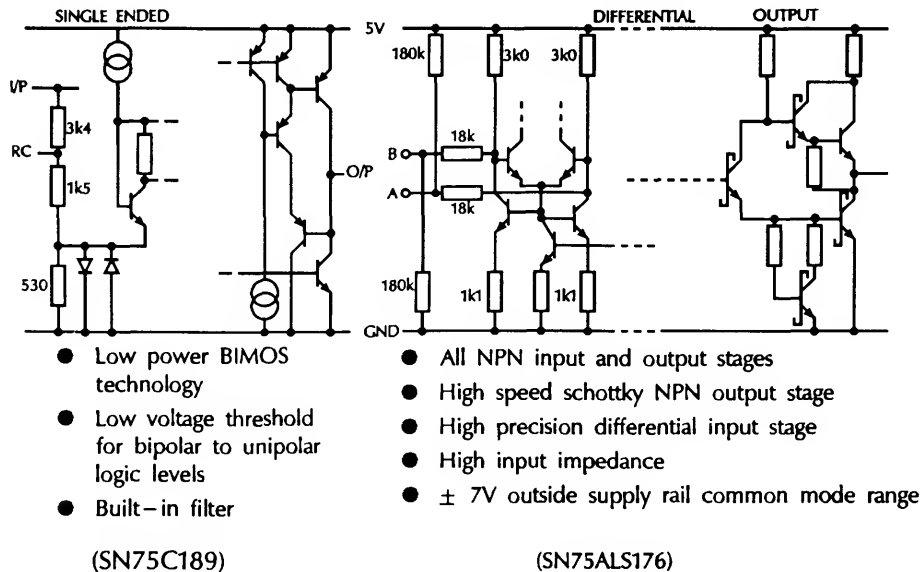 SINGLE ENDED
5V
DIFFERENTIAL
OUTPUT
180k
3k0
3k0
I/P
3k4
RC
1k5
530
O/P
B
18k
A
18k
180k
1k1
1k1
GND
● Low power BIMOS
technology
● Low voltage threshold
for bipolar to unipolar
logic levels
● Built-in filter
(SN75C189)
● All NPN input and output stages
● High speed schottky NPN output stage
● High precision differential input stage
● High input impedance
● ± 7V outside supply rail common mode range
(SN75ALS176)